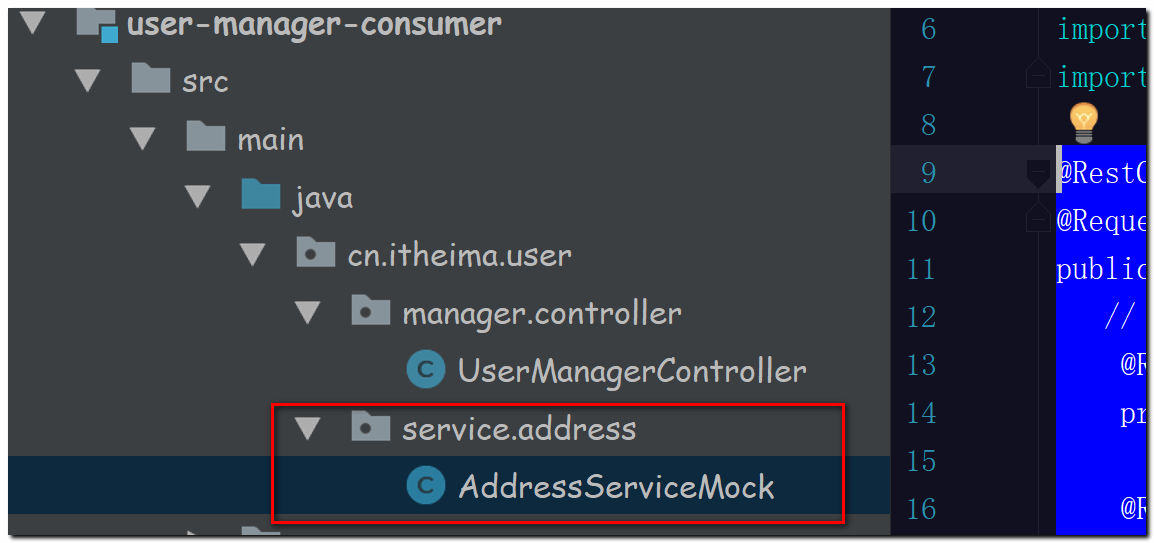 user-manager-consumer
src
main
java
cn.itheima.user
manager.controller
C UserManagerController
service.address
C AddressServiceMock
6 import
7 import
8
9 @RestC
10 @Reque
11 public
12 //
13 @R
14 pr
15
16 @R